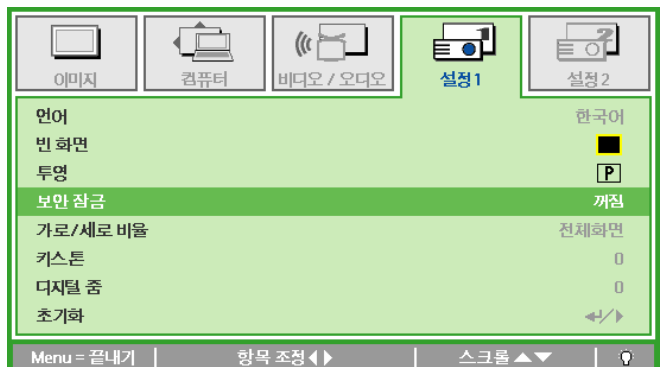 이미지
컴퓨터
비디오 / 오디오
설정1
설정2
언어 한국어
빈 화면
투영 P
보안 잠금 꺼짐
가로/세로 비율 전체화면
키스톤 0
디지털 줌 0
초기화 /
Menu = 끝내기 항목 조정 스크롤